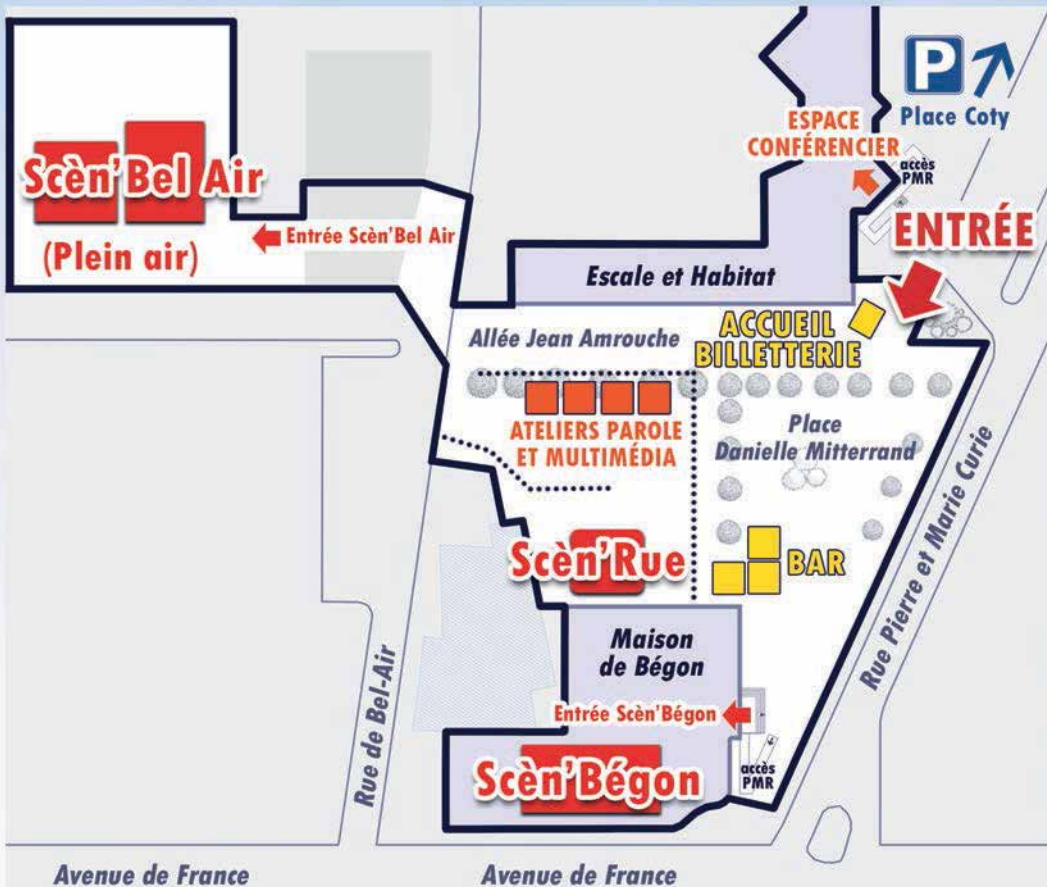 P
Place Coty
ESPACE
CONFÉRENCIER
accès
PMR
ENTRÉE
Scèn'Bel Air
(Plein air)
Entrée Scèn'Bel Air
Escale et Habitat
ACCUEIL
BILLETTERIE
Allée Jean Amrouche
ATELIERS PAROLE
ET MULTIMÉDIA
Place
Danielle Mitterrand
Scèn'Rue
BAR
Rue Pierre et Marie Curie
Maison
de Bégon
Entrée Scèn'Bégon
Rue de Bel-Air
Scèn'Bégon
accès
PMR
Avenue de France
Avenue de France